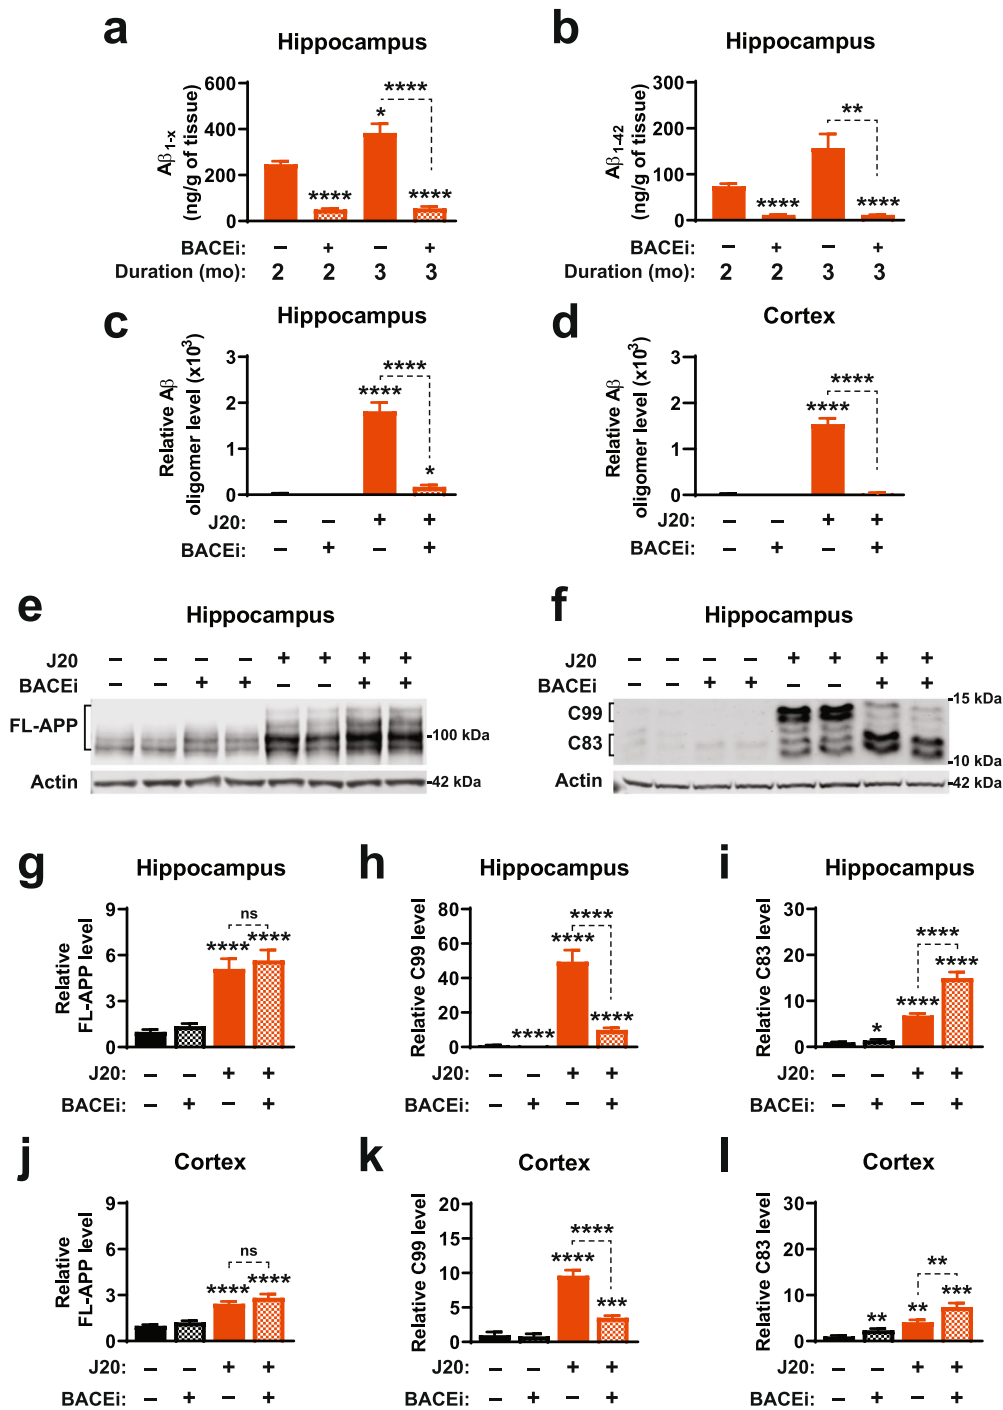 a
Hippocampus
Aβ1-x
(ng/g of tissue)
600
400
200
0
****
*
****
****
BACEi: – + – +
Duration (mo): 2 2 3 3
b
Hippocampus
Aβ1-42
(ng/g of tissue)
300
200
100
0
**
****
****
BACEi: – + – +
Duration (mo): 2 2 3 3
c
Hippocampus
Relative Aβ
oligomer level (x10³)
3
2
1
0
****
****
*
J20: – – + +
BACEi: – + – +
d
Cortex
Relative Aβ
oligomer level (x10³)
3
2
1
0
****
****
J20: – – + +
BACEi: – + – +
e
Hippocampus
J20 – – – – + + + +
BACEi – – + + – – + +
FL-APP
-100 kDa
Actin
-42 kDa
f
Hippocampus
J20 – – – – + + + +
BACEi – – + + – – + +
-15 kDa
C99
C83
-10 kDa
Actin
-42 kDa
g
Hippocampus
Relative
FL-APP level
9
6
3
0
ns
****
****
J20: – – + +
BACEi: – + – +
h
Hippocampus
Relative C99 level
80
60
40
20
0
****
****
****
****
J20: – – + +
BACEi: – + – +
i
Hippocampus
Relative C83 level
30
20
10
0
****
****
****
*
J20: – – + +
BACEi: – + – +
j
Cortex
Relative
FL-APP level
9
6
3
0
ns
****
****
J20: – – + +
BACEi: – + – +
k
Cortex
Relative C99 level
20
15
10
5
0
****
****
***
J20: – – + +
BACEi: – + – +
l
Cortex
Relative C83 level
30
20
10
0
**
***
**
**
J20: – – + +
BACEi: – + – +